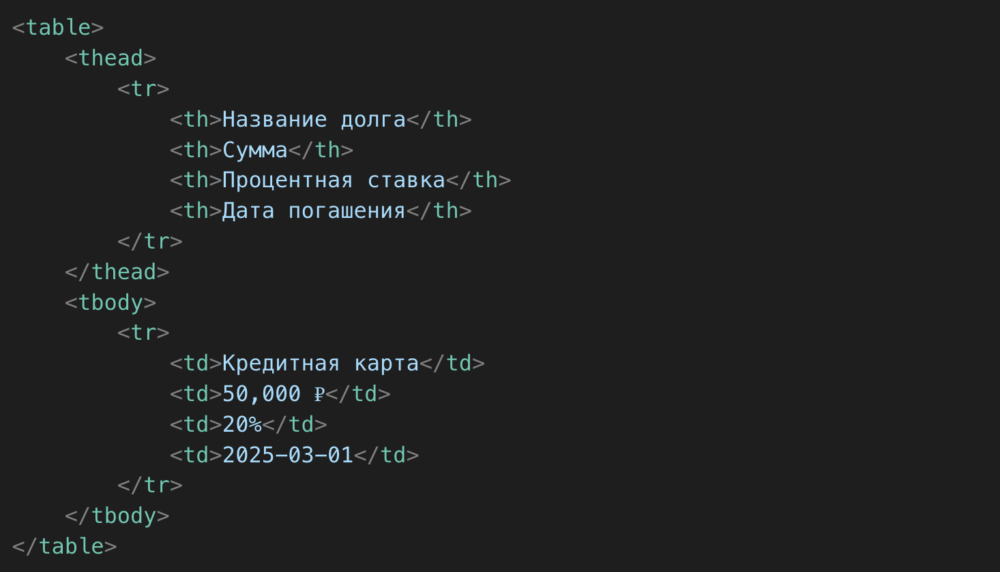 <table>
    <thead>
        <tr>
            <th>Название долга</th>
            <th>Сумма</th>
            <th>Процентная ставка</th>
            <th>Дата погашения</th>
        </tr>
    </thead>
    <tbody>
        <tr>
            <td>Кредитная карта</td>
            <td>50,000 ₽</td>
            <td>20%</td>
            <td>2025-03-01</td>
        </tr>
    </tbody>
</table>